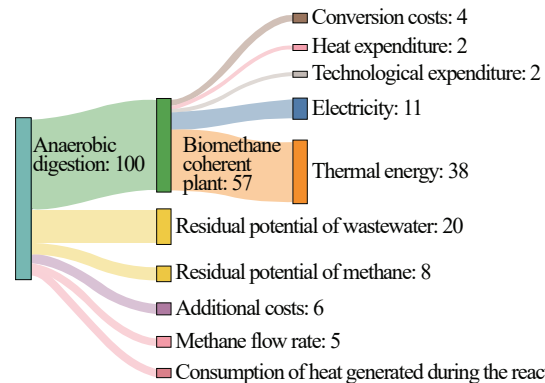 Conversion costs: 4
Heat expenditure: 2
Technological expenditure: 2
Electricity: 11
Anaerobic
digestion: 100
Biomethane
coherent
plant: 57
Thermal energy: 38
Residual potential of wastewater: 20
Residual potential of methane: 8
Additional costs: 6
Methane flow rate: 5
Consumption of heat generated during the reac